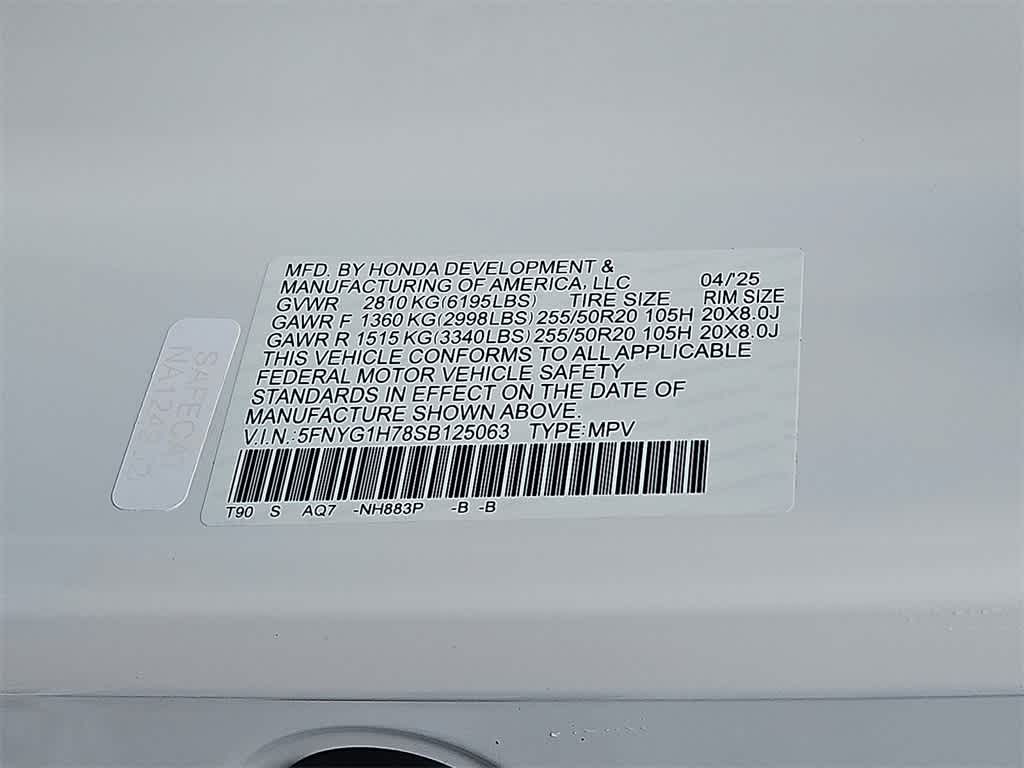 MFD. BY HONDA DEVELOPMENT &
MANUFACTURING OF AMERICA, LLC 04/'25
GVWR 2810 KG(6195LBS) TIRE SIZE RIM SIZE
GAWR F 1360 KG(2998LBS) 255/50R20 105H 20X8.0J
GAWR R 1515 KG(3340LBS) 255/50R20 105H 20X8.0J
THIS VEHICLE CONFORMS TO ALL APPLICABLE
FEDERAL MOTOR VEHICLE SAFETY
STANDARDS IN EFFECT ON THE DATE OF
MANUFACTURE SHOWN ABOVE.
V.I.N.:5FNYG1H78SB125063 TYPE:MPV
T90 S AQ7 -NH883P -B -B